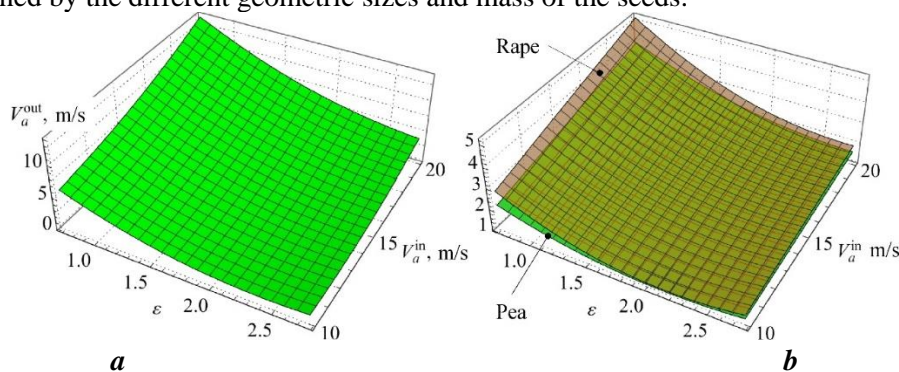 ned by the different geometric sizes and mass of the seeds.
Rape
V_a^out, m/s
10
5
0
1.0
1.5
2.0
2.5
ε
10
15
20
V_a^in, m/s
5
4
3
2
1
1.0
1.5
2.0
2.5
ε
10
15
20
V_a^in m/s
Pea
a
b